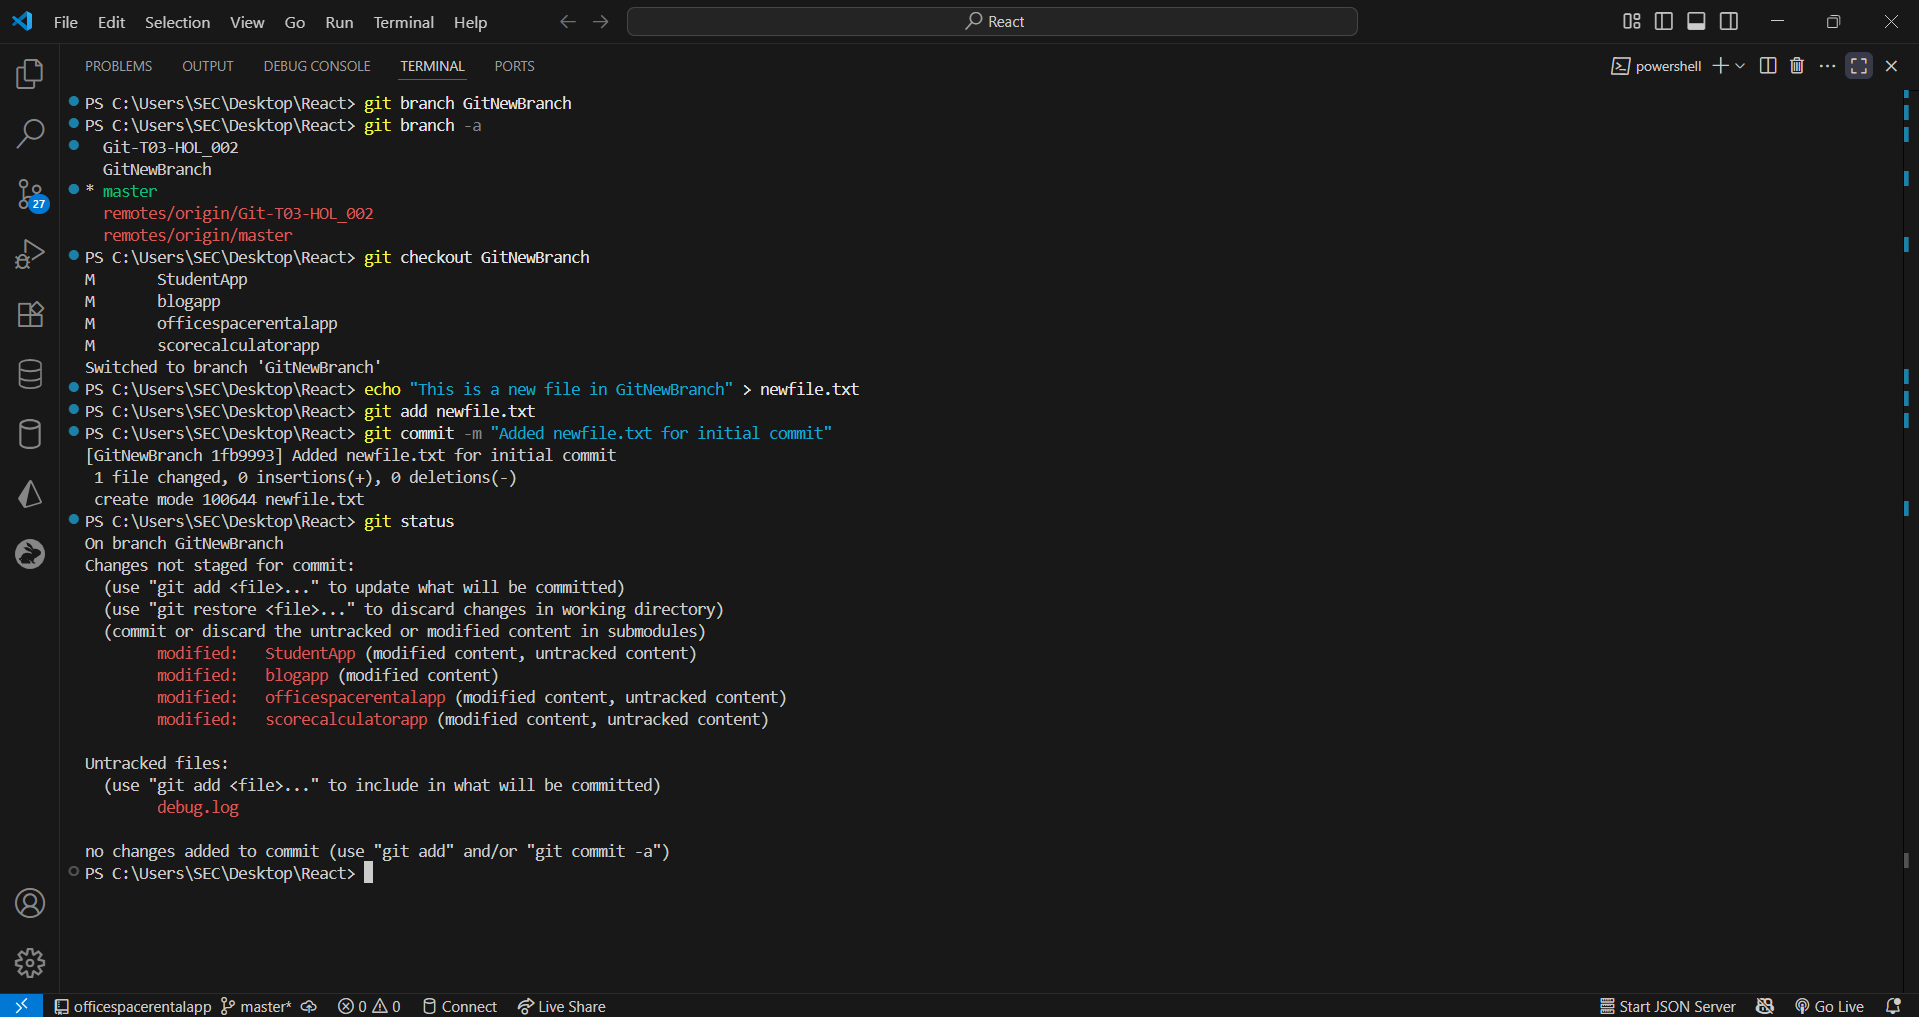 File Edit Selection View Go Run Terminal Help React
PROBLEMS OUTPUT DEBUG CONSOLE TERMINAL PORTS powershell
PS C:\Users\SEC\Desktop\React> git branch GitNewBranch
PS C:\Users\SEC\Desktop\React> git branch -a
Git-T03-HOL_002
GitNewBranch
* master
remotes/origin/Git-T03-HOL_002
remotes/origin/master
PS C:\Users\SEC\Desktop\React> git checkout GitNewBranch
M StudentApp
M blogapp
M officespacerentalapp
M scorecalculatorapp
Switched to branch 'GitNewBranch'
PS C:\Users\SEC\Desktop\React> echo "This is a new file in GitNewBranch" > newfile.txt
PS C:\Users\SEC\Desktop\React> git add newfile.txt
PS C:\Users\SEC\Desktop\React> git commit -m "Added newfile.txt for initial commit"
[GitNewBranch 1fb9993] Added newfile.txt for initial commit
1 file changed, 0 insertions(+), 0 deletions(-)
create mode 100644 newfile.txt
PS C:\Users\SEC\Desktop\React> git status
On branch GitNewBranch
Changes not staged for commit:
(use "git add <file>..." to update what will be committed)
(use "git restore <file>..." to discard changes in working directory)
(commit or discard the untracked or modified content in submodules)
modified: StudentApp (modified content, untracked content)
modified: blogapp (modified content)
modified: officespacerentalapp (modified content, untracked content)
modified: scorecalculatorapp (modified content, untracked content)
Untracked files:
(use "git add <file>..." to include in what will be committed)
debug.log
no changes added to commit (use "git add" and/or "git commit -a")
PS C:\Users\SEC\Desktop\React>
27
officespacerentalapp master* 0 0 Connect Live Share Start JSON Server Go Live